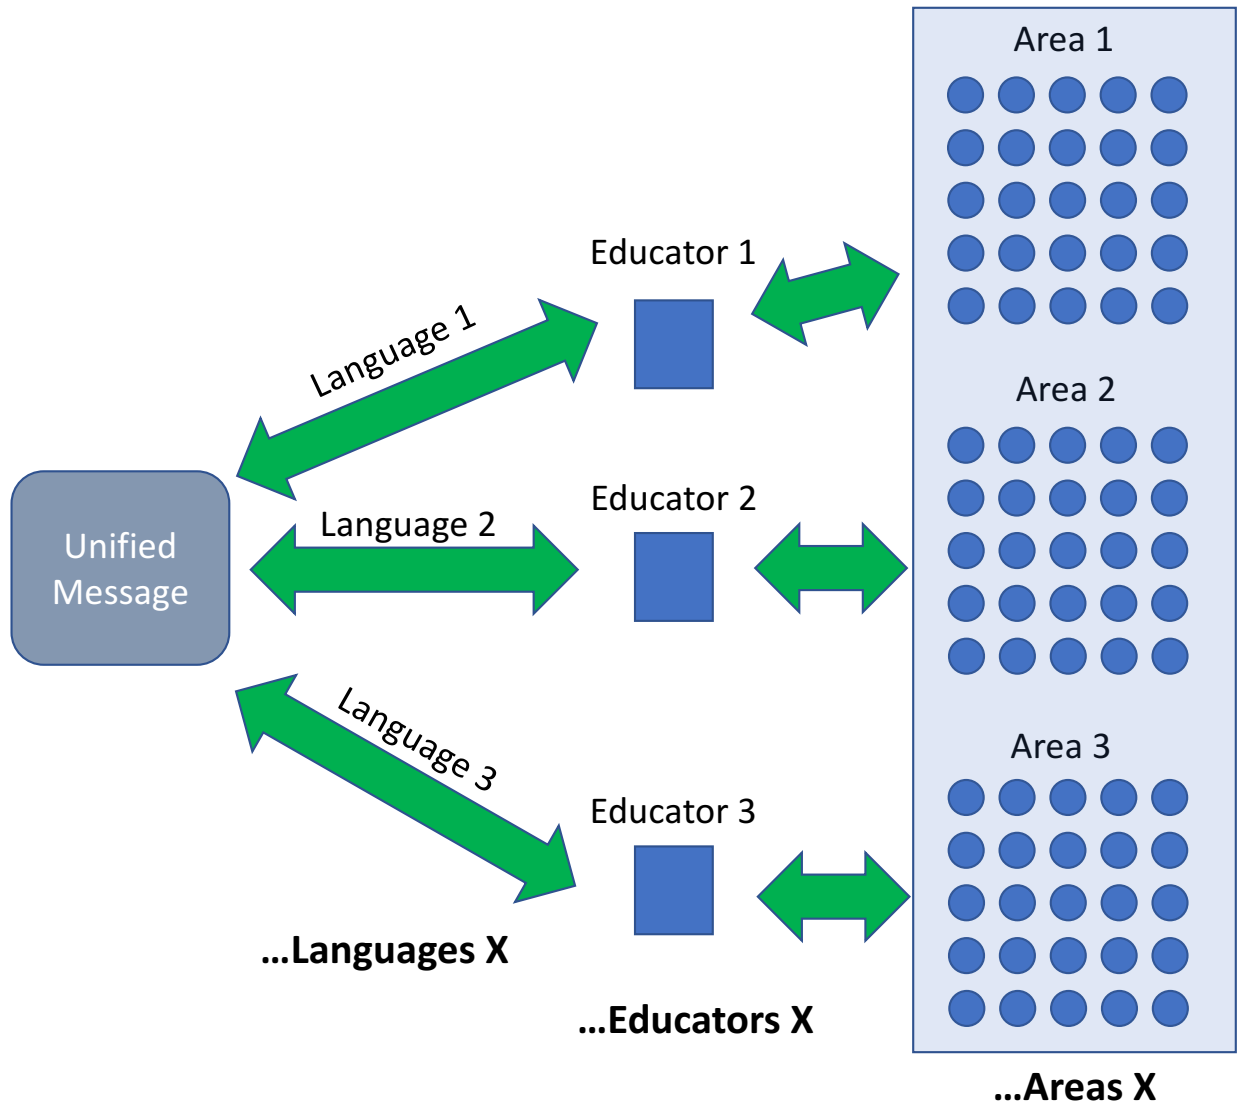 Area 1
Educator 1
Language 1
Area 2
Educator 2
Language 2
Unified
Message
Language 3
Area 3
Educator 3
...Languages X
...Educators X
...Areas X